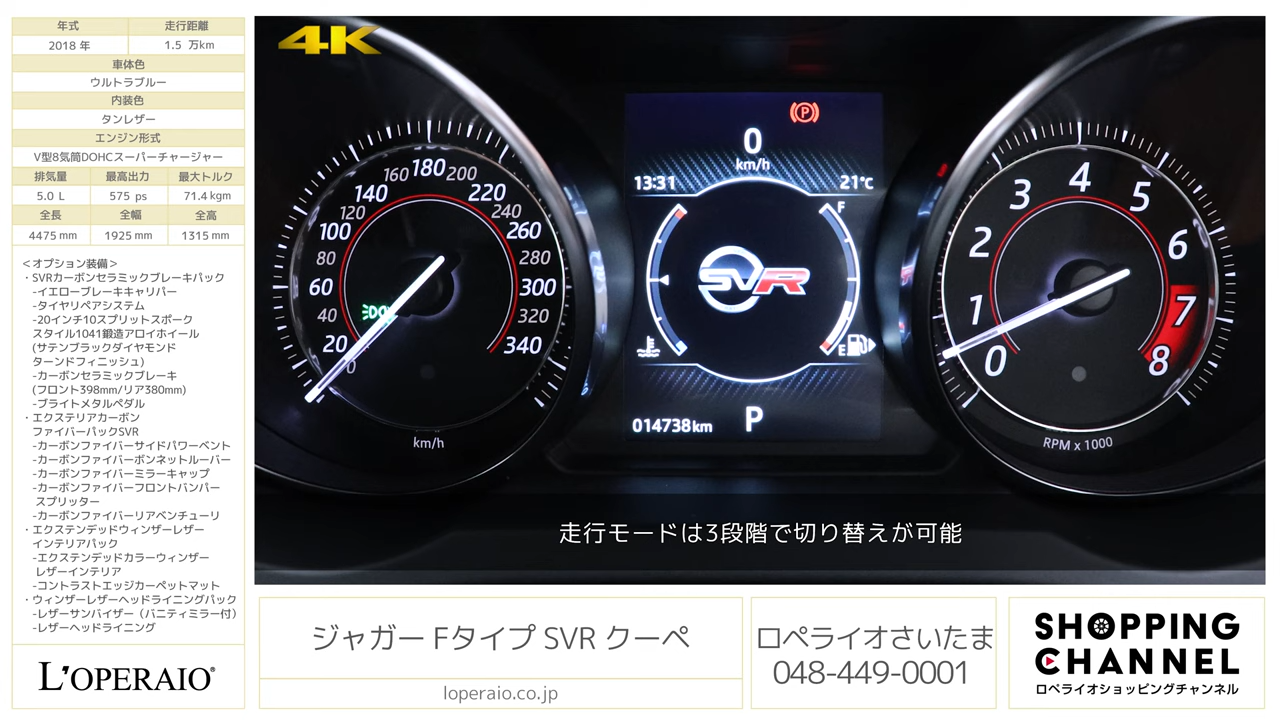 年式 走行距離
2018 年 1.5 万km
車体色
ウルトラブルー
内装色
タンレザー
エンジン形式
V型8気筒DOHCスーパーチャージャー
排気量 最高出力 最大トルク
5.0 L 575 ps 71.4 kgm
全長 全幅 全高
4475 mm 1925 mm 1315 mm
＜オプション装備＞
・SVRカーボンセラミックブレーキパック
-イエローブレーキキャリパー
-タイヤリペアシステム
-20インチ10スプリットスポーク
スタイル1041鍛造アロイホイール
(サテンブラックダイヤモンド
ターンドフィニッシュ)
-カーボンセラミックブレーキ
(フロント398mm/リア380mm)
-ブライトメタルペダル
・エクステリアカーボン
ファイバーパックSVR
-カーボンファイバーサイドパワーベント
-カーボンファイバーボンネットルーバー
-カーボンファイバーミラーキャップ
-カーボンファイバーフロントバンパー
スプリッター
-カーボンファイバーリアベンチューリ
・エクステンデッドウィンザーレザー
インテリアパック
-エクステンデッドカラーウィンザー
レザーインテリア
-コントラストエッジカーペットマット
・ウィンザーレザーヘッドライニングパック
-レザーサンバイザー（バニティミラー付）
-レザーヘッドライニング
L'OPERAIO®
4K
0
20
40
60
80
100
120
140
160
180
200
220
240
260
280
300
320
340
km/h
P
0
km/h
13:31 21℃
F
SVR
E
014738km P
0
1
2
3
4
5
6
7
8
RPM x 1000
走行モードは3段階で切り替えが可能
ジャガー Fタイプ SVR クーペ
loperaio.co.jp
ロペライオさいたま
048-449-0001
SHOPPING
CHANNEL
ロペライオショッピングチャンネル